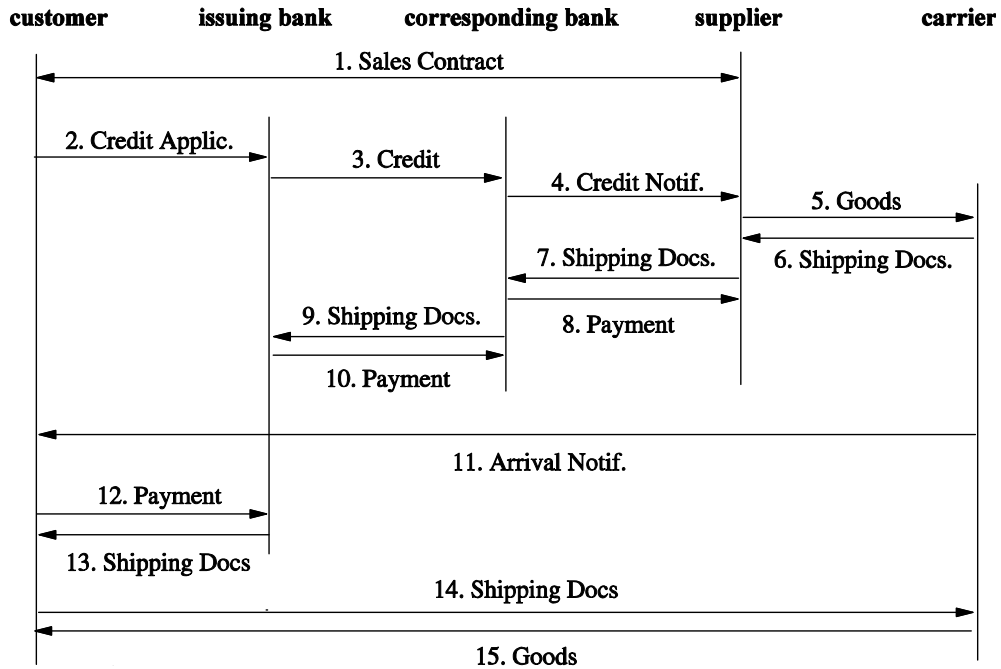 customer issuing bank corresponding bank supplier carrier
1. Sales Contract
2. Credit Applic.
3. Credit
4. Credit Notif.
5. Goods
6. Shipping Docs.
7. Shipping Docs.
8. Payment
9. Shipping Docs.
10. Payment
11. Arrival Notif.
12. Payment
13. Shipping Docs
14. Shipping Docs
15. Goods